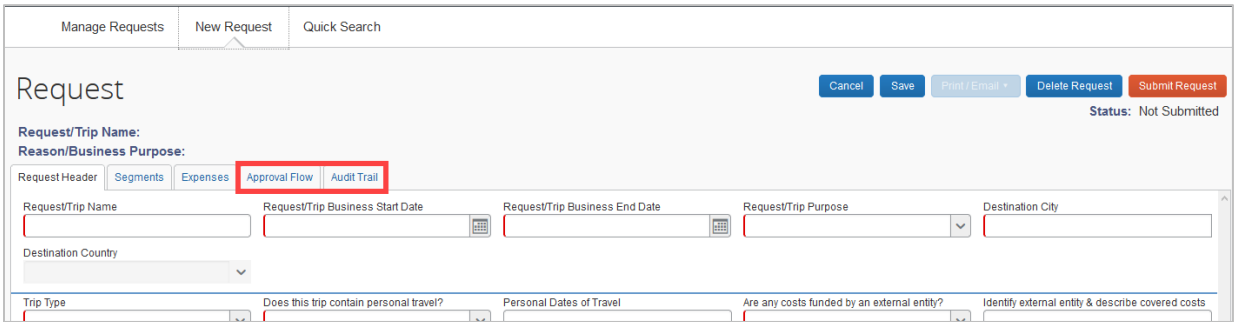 Manage Requests New Request Quick Search
Request
Cancel Save Print / Email Delete Request Submit Request
Status: Not Submitted
Request/Trip Name:
Reason/Business Purpose:
Request Header Segments Expenses Approval Flow Audit Trail
Request/Trip Name Request/Trip Business Start Date Request/Trip Business End Date Request/Trip Purpose Destination City
Destination Country
Trip Type Does this trip contain personal travel? Personal Dates of Travel Are any costs funded by an external entity? Identify external entity & describe covered costs